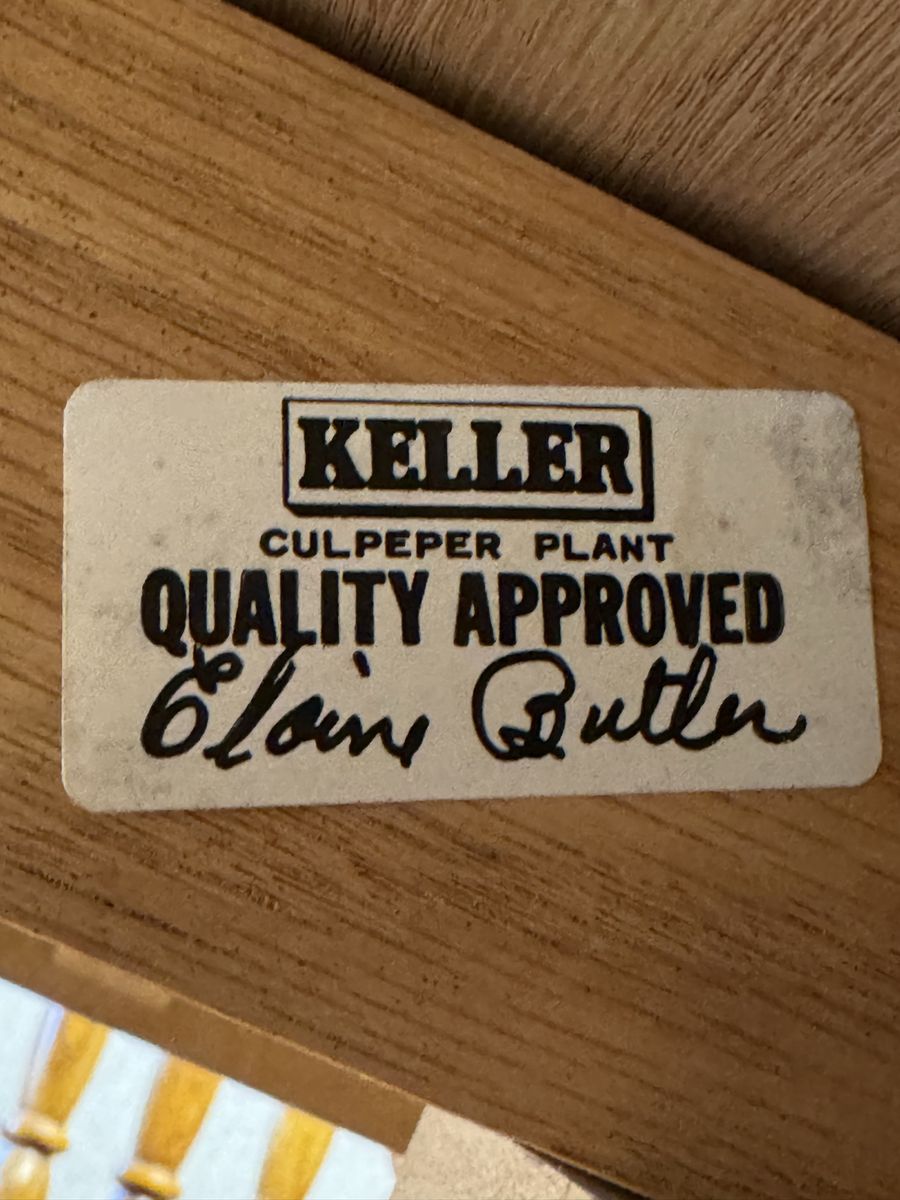 KELLER
CULPEPER PLANT
QUALITY APPROVED
Elaine Butler